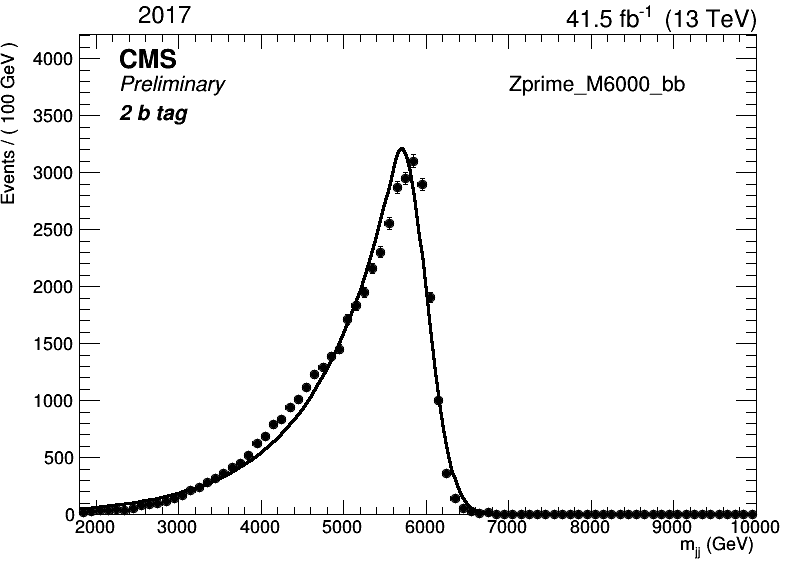 2017
41.5 fb⁻¹ (13 TeV)
CMS
Preliminary
2 b tag
Zprime_M6000_bb
Events / ( 100 GeV )
4000
3500
3000
2500
2000
1500
1000
500
0
2000 3000 4000 5000 6000 7000 8000 9000 10000
m_jj (GeV)